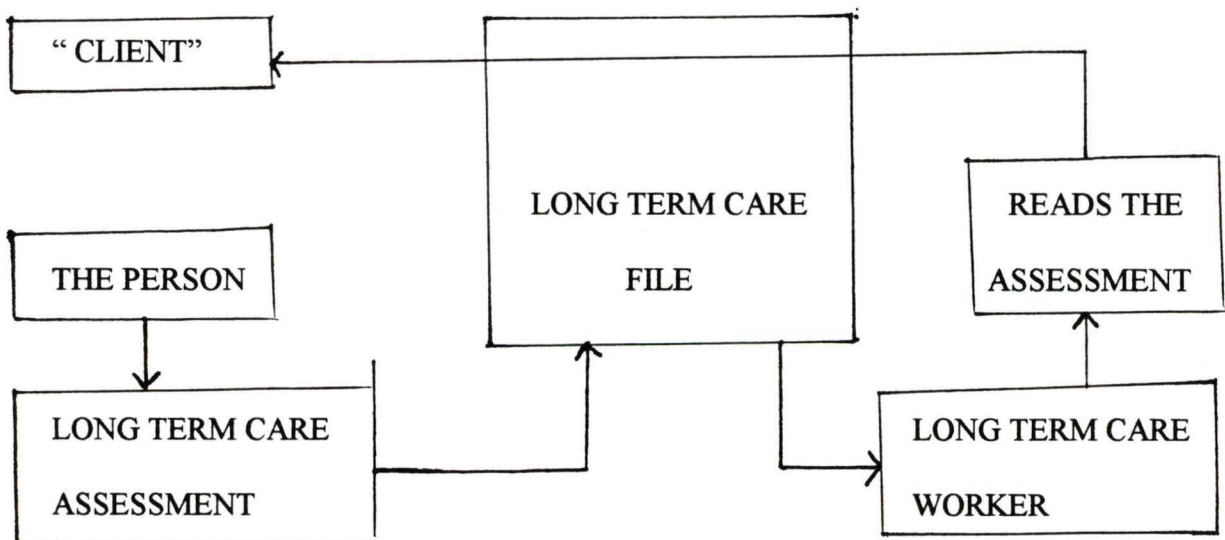 “ CLIENT”
THE PERSON
LONG TERM CARE
ASSESSMENT
LONG TERM CARE
FILE
READS THE
ASSESSMENT
LONG TERM CARE
WORKER